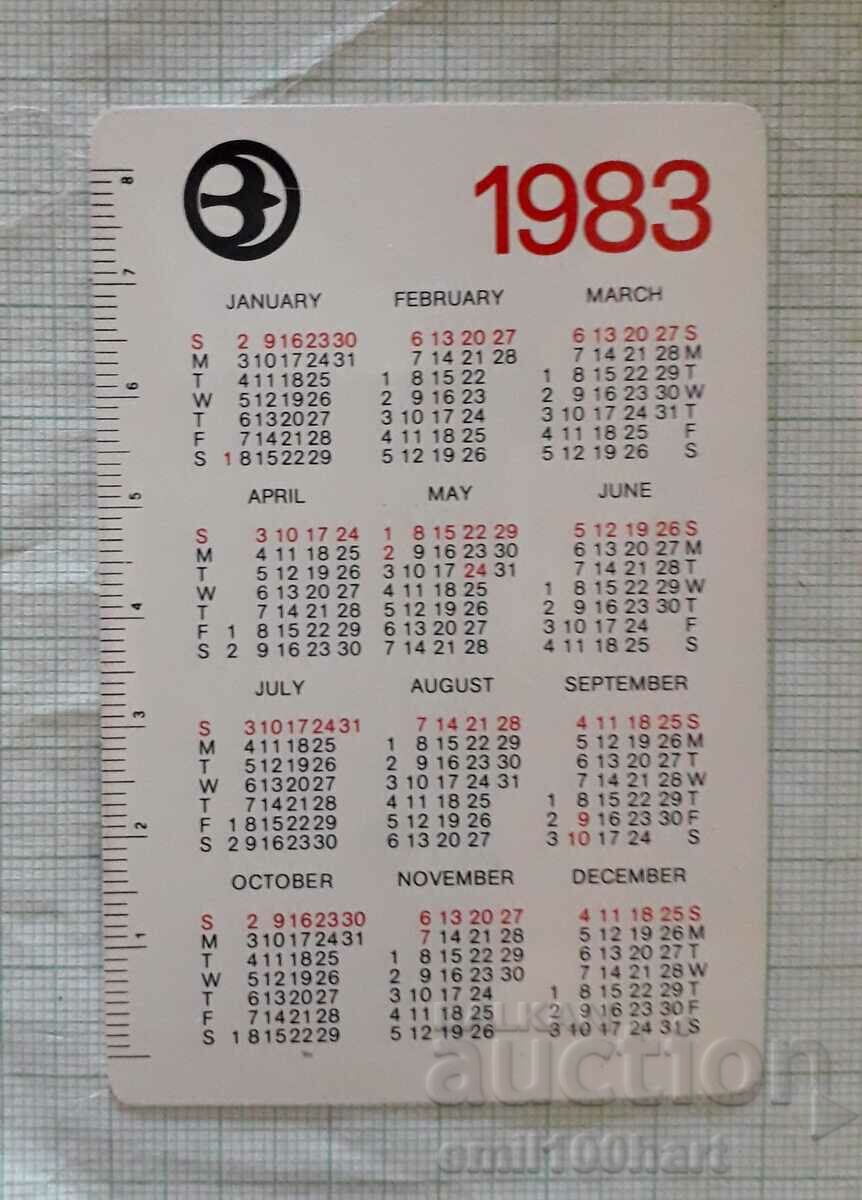 1983
JANUARY FEBRUARY MARCH
S 2 9 16 23 30 6 13 20 27 6 13 20 27 S
M 3 10 17 24 31 7 14 21 28 7 14 21 28 M
T 4 11 18 25 1 8 15 22 1 8 15 22 29 T
W 5 12 19 26 2 9 16 23 2 9 16 23 30 W
T 6 13 20 27 3 10 17 24 3 10 17 24 31 T
F 7 14 21 28 4 11 18 25 4 11 18 25 F
S 1 8 15 22 29 5 12 19 26 5 12 19 26 S
APRIL MAY JUNE
S 3 10 17 24 1 8 15 22 29 5 12 19 26 S
M 4 11 18 25 2 9 16 23 30 6 13 20 27 M
T 5 12 19 26 3 10 17 24 31 7 14 21 28 T
W 6 13 20 27 4 11 18 25 1 8 15 22 29 W
T 7 14 21 28 5 12 19 26 2 9 16 23 30 T
F 1 8 15 22 29 6 13 20 27 3 10 17 24 F
S 2 9 16 23 30 7 14 21 28 4 11 18 25 S
JULY AUGUST SEPTEMBER
S 3 10 17 24 31 7 14 21 28 4 11 18 25 S
M 4 11 18 25 1 8 15 22 29 5 12 19 26 M
T 5 12 19 26 2 9 16 23 30 6 13 20 27 T
W 6 13 20 27 3 10 17 24 31 7 14 21 28 W
T 7 14 21 28 4 11 18 25 1 8 15 22 29 T
F 1 8 15 22 29 5 12 19 26 2 9 16 23 30 F
S 2 9 16 23 30 6 13 20 27 3 10 17 24 S
OCTOBER NOVEMBER DECEMBER
S 2 9 16 23 30 6 13 20 27 4 11 18 25 S
M 3 10 17 24 31 7 14 21 28 5 12 19 26 M
T 4 11 18 25 1 8 15 22 29 6 13 20 27 T
W 5 12 19 26 2 9 16 23 30 7 14 21 28 W
T 6 13 20 27 3 10 17 24 1 8 15 22 29 T
F 7 14 21 28 4 11 18 25 2 9 16 23 30 F
S 1 8 15 22 29 5 12 19 26 3 10 17 24 31 S
8
7
6
5
4
3
2
1
auction
emil100hart